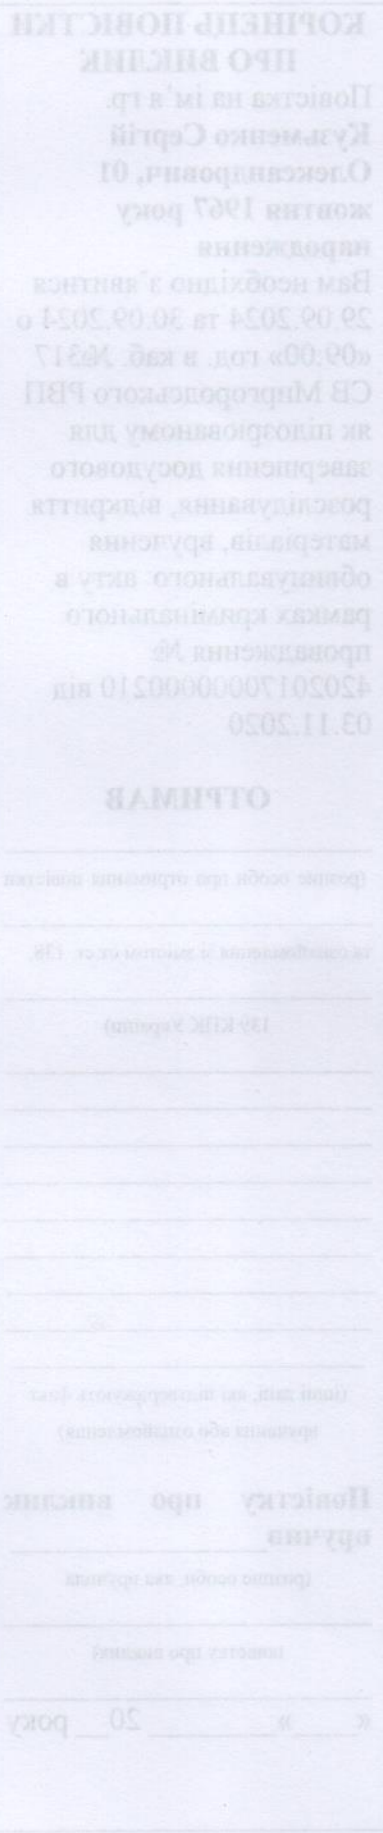 КОРІНЕЦЬ ПОВІСТКИ
ПРО ВИКЛИК
Повістка на ім'я гр.
Кузьменко Сергій
Олександрович, 01
жовтня 1967 року
народження
Вам необхідно з'явитися
29.09.2024 та 30.09.2024 о
«09:00» год. в каб. №317
СВ Миргородського РВП
як підозрюваному для
завершення досудового
розслідування, відкриття
матеріалів, вручення
обвинувального акту в
рамках кримінального
провадження №
42020170000000210 від
03.11.2020
ОТРИМАВ
(розпис особи про отримання повістки
та ознайомлення зі змістом ст.ст. 138,
139 КПК України)
(інші дані, які підтверджують факт
вручення або ознайомлення)
Повістку про виклик
вручив
(розпис особи, яка вручила
повістку про виклик)
«____»_________ 20__ року